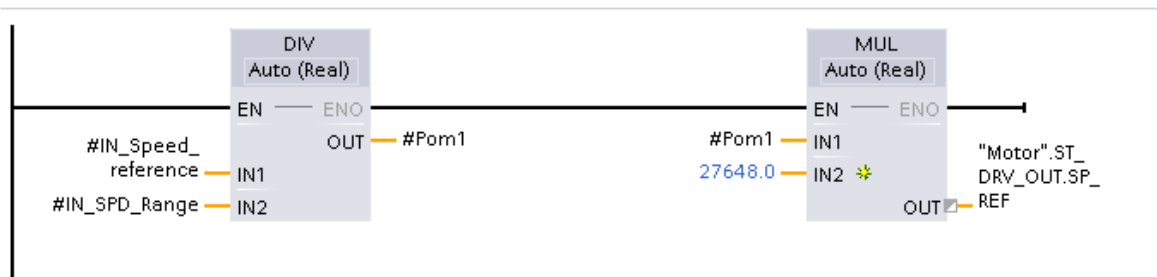 DIV
Auto (Real)
EN
ENO
#IN_Speed_
reference
IN1
#IN_SPD_Range
IN2
OUT
#Pom1
MUL
Auto (Real)
EN
ENO
#Pom1
IN1
27648.0
IN2
OUT
"Motor".ST_
DRV_OUT.SP_
REF